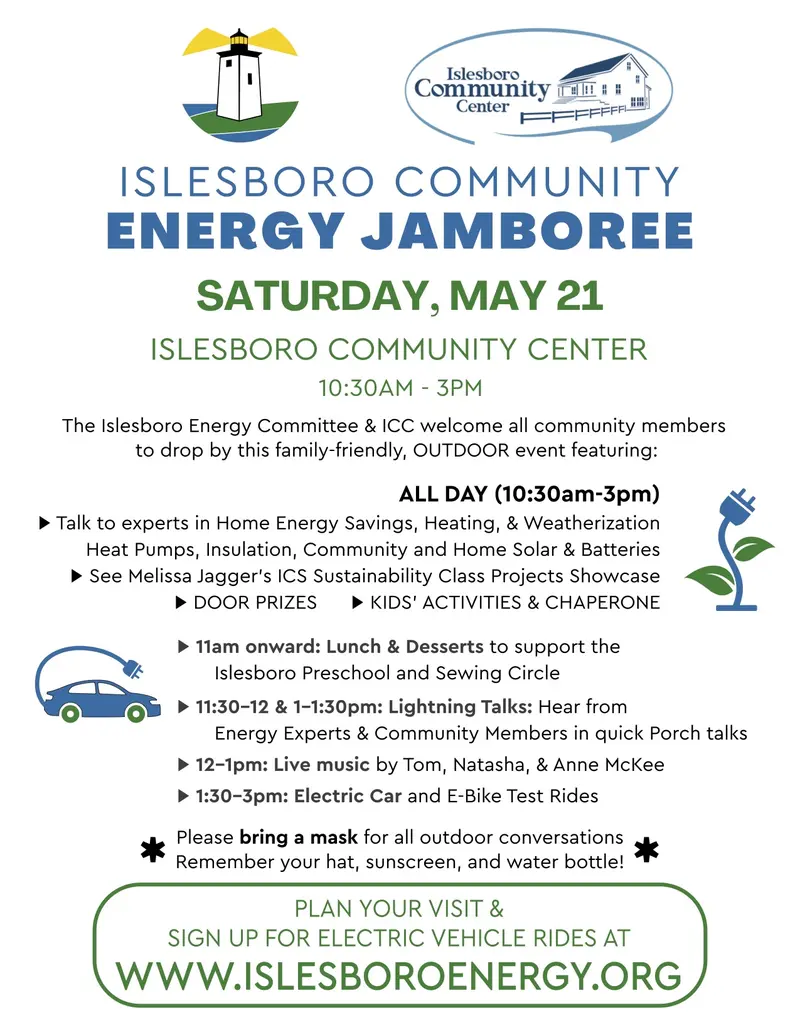 Islesboro
Community
Center
ISLESBORO COMMUNITY
ENERGY JAMBOREE
SATURDAY, MAY 21
ISLESBORO COMMUNITY CENTER
10:30AM - 3PM
The Islesboro Energy Committee & ICC welcome all community members
to drop by this family-friendly, OUTDOOR event featuring:
ALL DAY (10:30am-3pm)
▶ Talk to experts in Home Energy Savings, Heating, & Weatherization
Heat Pumps, Insulation, Community and Home Solar & Batteries
▶ See Melissa Jagger's ICS Sustainability Class Projects Showcase
▶ DOOR PRIZES ▶ KIDS' ACTIVITIES & CHAPERONE
▶ 11am onward: Lunch & Desserts to support the
Islesboro Preschool and Sewing Circle
▶ 11:30–12 & 1–1:30pm: Lightning Talks: Hear from
Energy Experts & Community Members in quick Porch talks
▶ 12–1pm: Live music by Tom, Natasha, & Anne McKee
▶ 1:30–3pm: Electric Car and E-Bike Test Rides
✱ Please bring a mask for all outdoor conversations ✱
Remember your hat, sunscreen, and water bottle!
PLAN YOUR VISIT &
SIGN UP FOR ELECTRIC VEHICLE RIDES AT
WWW.ISLESBOROENERGY.ORG